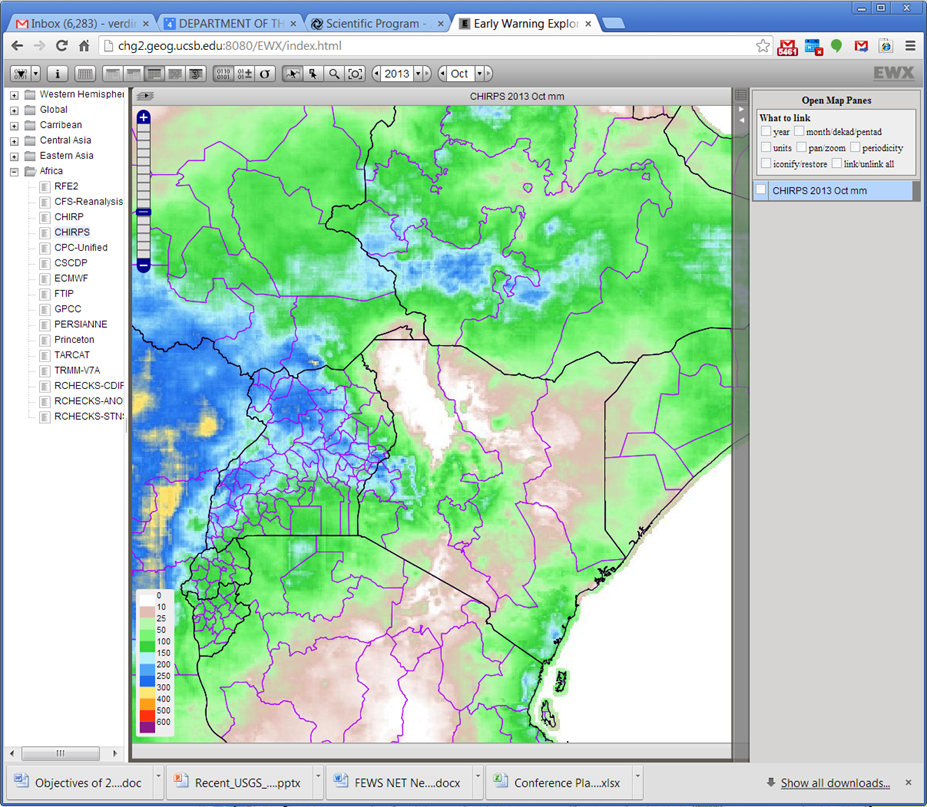 Inbox (6,283) - verdin
DEPARTMENT OF TH
Scientific Program -
Early Warning Explor
chg2.geog.ucsb.edu:8080/EWX/index.html
2013
Oct
EWX
Western Hemispher
Global
Carribean
Central Asia
Eastern Asia
Africa
RFE2
CFS-Reanalysis
CHIRP
CHIRPS
CPC-Unified
CSCDP
ECMWF
FTIP
GPCC
PERSIANNE
Princeton
TARCAT
TRMM-V7A
RCHECKS-CDIF
RCHECKS-ANO
RCHECKS-STNS
CHIRPS 2013 Oct mm
0
10
25
50
100
150
200
250
300
400
500
600
Open Map Panes
What to link
year month/dekad/pentad
units pan/zoom periodicity
iconify/restore link/unlink all
CHIRPS 2013 Oct mm
Objectives of 2....doc
Recent_USGS_....pptx
FEWS NET Ne....docx
Conference Pla....xlsx
Show all downloads...